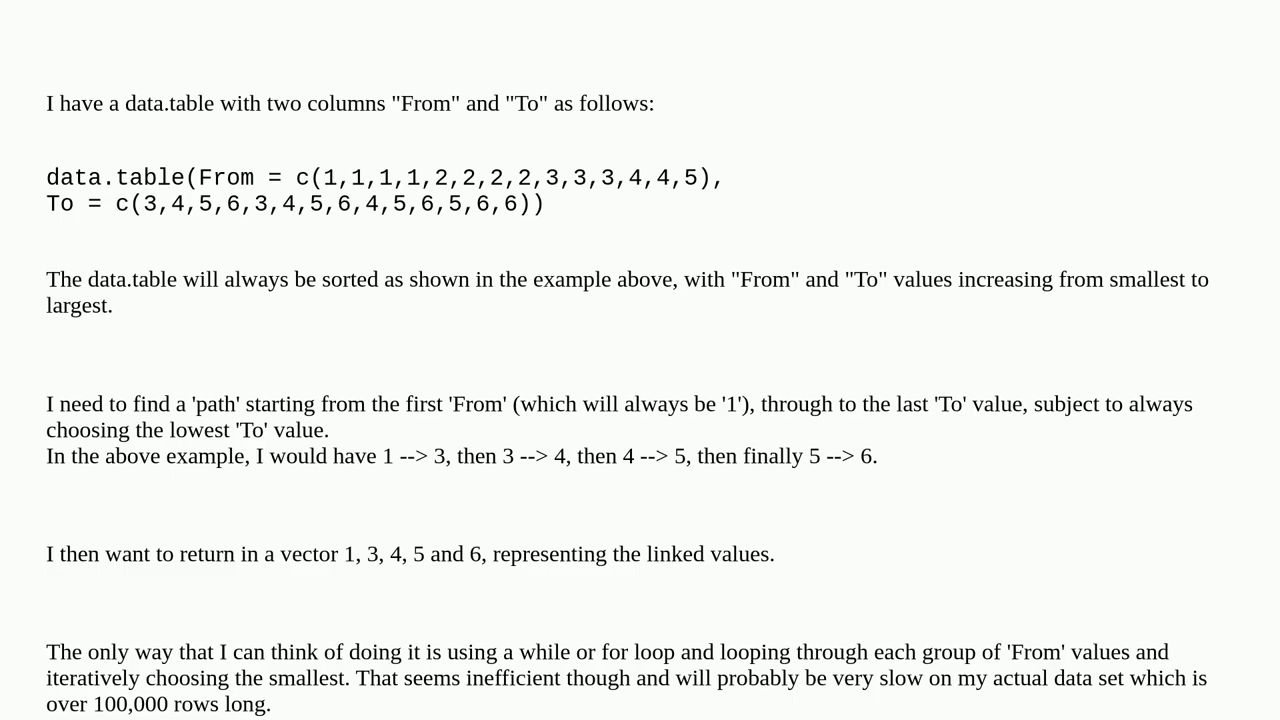 I have a data.table with two columns "From" and "To" as follows:
data.table(From = c(1,1,1,1,2,2,2,2,3,3,3,4,4,5),
To = c(3,4,5,6,3,4,5,6,4,5,6,5,6,6))
The data.table will always be sorted as shown in the example above, with "From" and "To" values increasing from smallest to
largest.
I need to find a 'path' starting from the first 'From' (which will always be '1'), through to the last 'To' value, subject to always
choosing the lowest 'To' value.
In the above example, I would have 1 --> 3, then 3 --> 4, then 4 --> 5, then finally 5 --> 6.
I then want to return in a vector 1, 3, 4, 5 and 6, representing the linked values.
The only way that I can think of doing it is using a while or for loop and looping through each group of 'From' values and
iteratively choosing the smallest. That seems inefficient though and will probably be very slow on my actual data set which is
over 100,000 rows long.